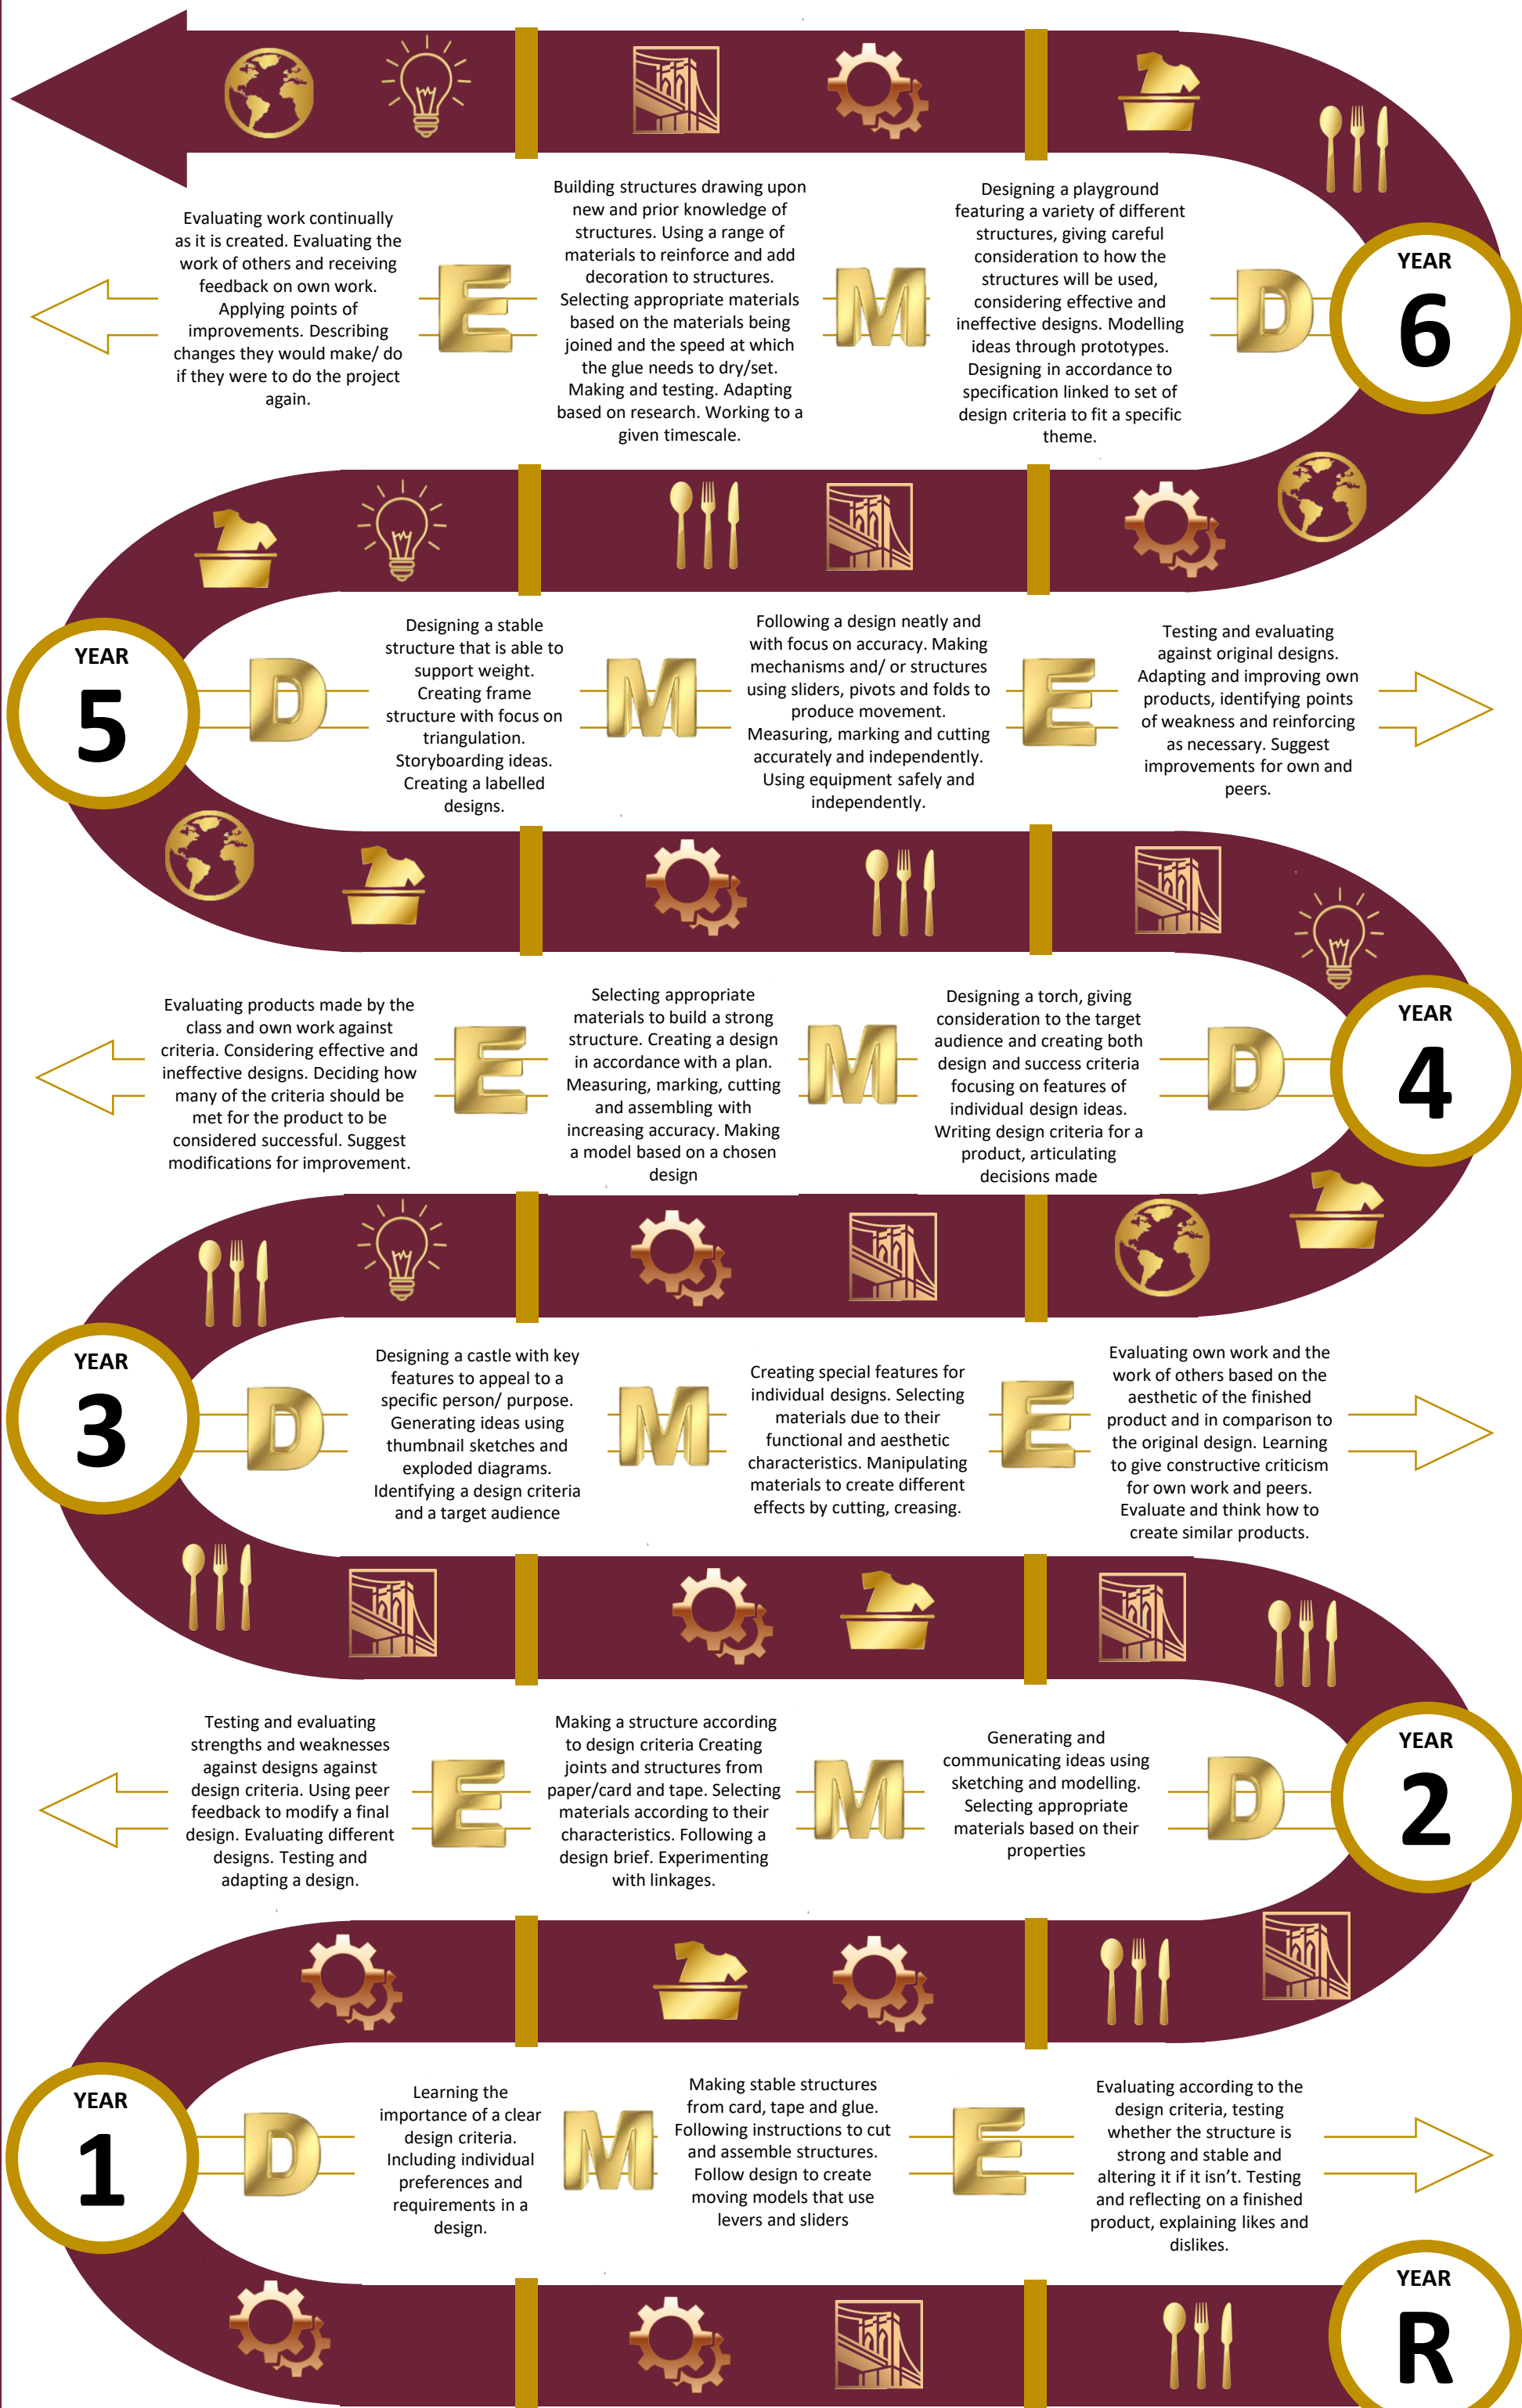 Evaluating work continually
as it is created. Evaluating the
work of others and receiving
feedback on own work.
Applying points of
improvements. Describing
changes they would make/ do
if they were to do the project
again.
E
Building structures drawing upon
new and prior knowledge of
structures. Using a range of
materials to reinforce and add
decoration to structures.
Selecting appropriate materials
based on the materials being
joined and the speed at which
the glue needs to dry/set.
Making and testing. Adapting
based on research. Working to a
given timescale.
M
Designing a playground
featuring a variety of different
structures, giving careful
consideration to how the
structures will be used,
considering effective and
ineffective designs. Modelling
ideas through prototypes.
Designing in accordance to
specification linked to set of
design criteria to fit a specific
theme.
D
YEAR
6
YEAR
5
D
Designing a stable
structure that is able to
support weight.
Creating frame
structure with focus on
triangulation.
Storyboarding ideas.
Creating a labelled
designs.
M
Following a design neatly and
with focus on accuracy. Making
mechanisms and/ or structures
using sliders, pivots and folds to
produce movement.
Measuring, marking and cutting
accurately and independently.
Using equipment safely and
independently.
E
Testing and evaluating
against original designs.
Adapting and improving own
products, identifying points
of weakness and reinforcing
as necessary. Suggest
improvements for own and
peers.
Evaluating products made by the
class and own work against
criteria. Considering effective and
ineffective designs. Deciding how
many of the criteria should be
met for the product to be
considered successful. Suggest
modifications for improvement.
E
Selecting appropriate
materials to build a strong
structure. Creating a design
in accordance with a plan.
Measuring, marking, cutting
and assembling with
increasing accuracy. Making
a model based on a chosen
design
M
Designing a torch, giving
consideration to the target
audience and creating both
design and success criteria
focusing on features of
individual design ideas.
Writing design criteria for a
product, articulating
decisions made
D
YEAR
4
YEAR
3
D
Designing a castle with key
features to appeal to a
specific person/ purpose.
Generating ideas using
thumbnail sketches and
exploded diagrams.
Identifying a design criteria
and a target audience
M
Creating special features for
individual designs. Selecting
materials due to their
functional and aesthetic
characteristics. Manipulating
materials to create different
effects by cutting, creasing.
E
Evaluating own work and the
work of others based on the
aesthetic of the finished
product and in comparison to
the original design. Learning
to give constructive criticism
for own work and peers.
Evaluate and think how to
create similar products.
Testing and evaluating
strengths and weaknesses
against designs against
design criteria. Using peer
feedback to modify a final
design. Evaluating different
designs. Testing and
adapting a design.
E
Making a structure according
to design criteria Creating
joints and structures from
paper/card and tape. Selecting
materials according to their
characteristics. Following a
design brief. Experimenting
with linkages.
M
Generating and
communicating ideas using
sketching and modelling.
Selecting appropriate
materials based on their
properties
D
YEAR
2
YEAR
1
D
Learning the
importance of a clear
design criteria.
Including individual
preferences and
requirements in a
design.
M
Making stable structures
from card, tape and glue.
Following instructions to cut
and assemble structures.
Follow design to create
moving models that use
levers and sliders
E
Evaluating according to the
design criteria, testing
whether the structure is
strong and stable and
altering it if it isn't. Testing
and reflecting on a finished
product, explaining likes and
dislikes.
YEAR
R